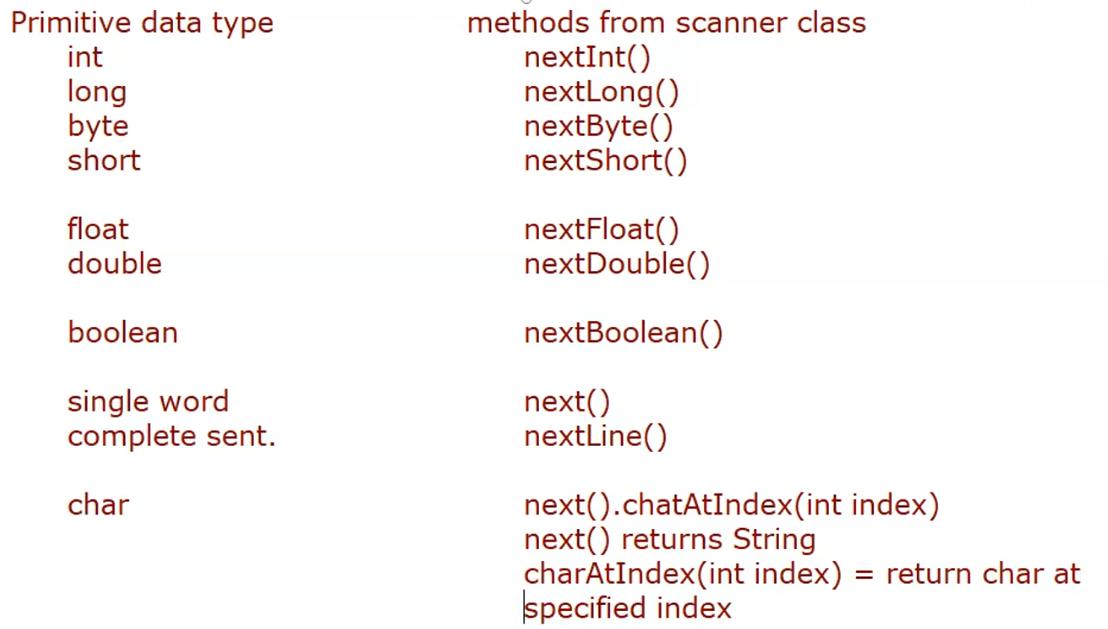 Primitive data type methods from scanner class
int nextInt()
long nextLong()
byte nextByte()
short nextShort()
float nextFloat()
double nextDouble()
boolean nextBoolean()
single word next()
complete sent. nextLine()
char next().chatAtIndex(int index)
next() returns String
charAtIndex(int index) = return char at
specified index